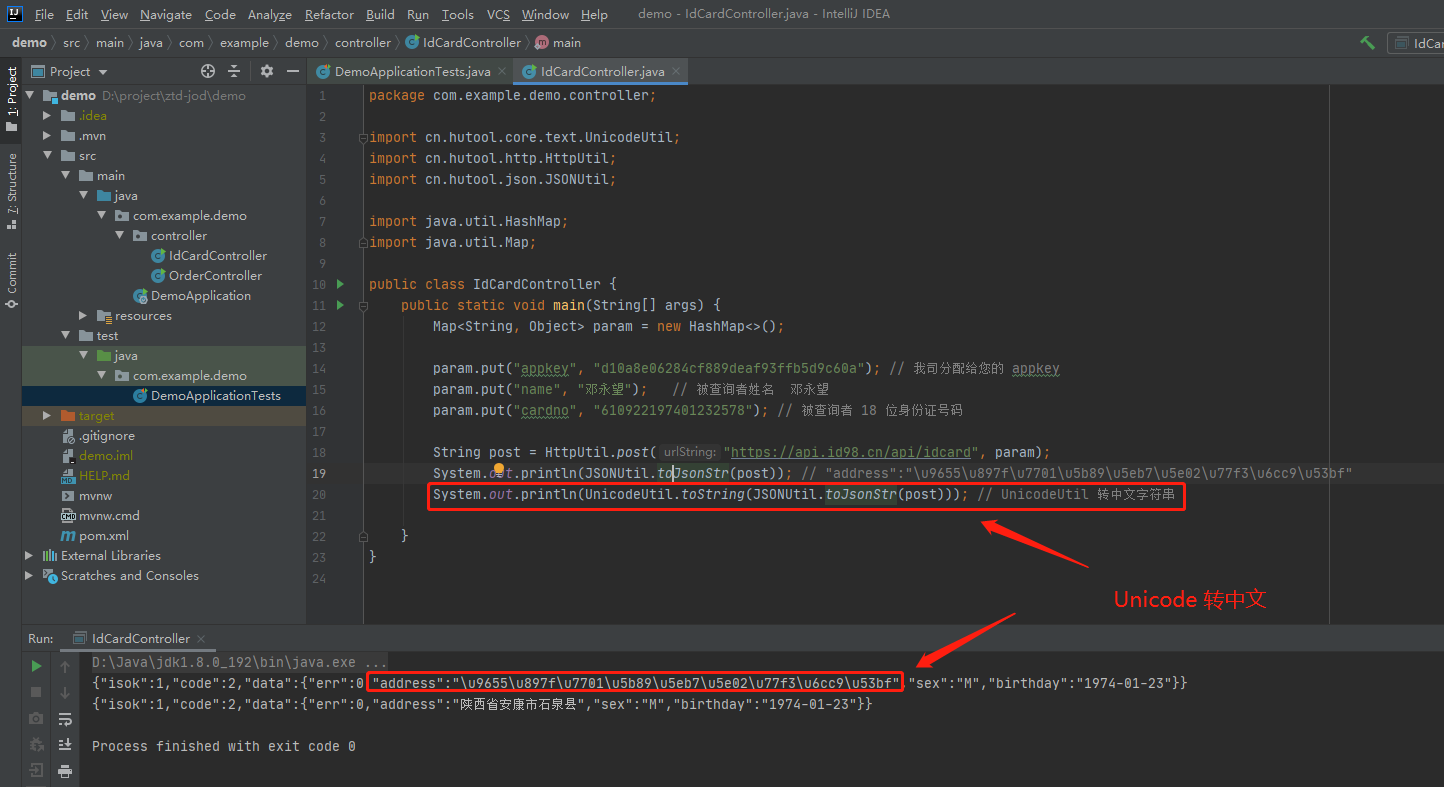 File Edit View Navigate Code Analyze Refactor Build Run Tools VCS Window Help demo - IdCardController.java - IntelliJ IDEA
demo src main java com example demo controller IdCardController main IdCar
1: Project
7: Structure
Commit
Project
demo D:\project\ztd-jod\demo
.idea
.mvn
src
main
java
com.example.demo
controller
IdCardController
OrderController
DemoApplication
resources
test
java
com.example.demo
DemoApplicationTests
target
.gitignore
demo.iml
HELP.md
mvnw
mvnw.cmd
pom.xml
External Libraries
Scratches and Consoles
DemoApplicationTests.java IdCardController.java
1 package com.example.demo.controller;
2
3 import cn.hutool.core.text.UnicodeUtil;
4 import cn.hutool.http.HttpUtil;
5 import cn.hutool.json.JSONUtil;
6
7 import java.util.HashMap;
8 import java.util.Map;
9
10 public class IdCardController {
11 public static void main(String[] args) {
12 Map<String, Object> param = new HashMap<>();
13
14 param.put("appkey", "d10a8e06284cf889deaf93ffb5d9c60a"); // 我司分配给您的 appkey
15 param.put("name", "邓永望"); // 被查询者姓名 邓永望
16 param.put("cardno", "610922197401232578"); // 被查询者 18 位身份证号码
17
18 String post = HttpUtil.post( urlString: "https://api.id98.cn/api/idcard", param);
19 System.out.println(JSONUtil.toJsonStr(post)); // "address":"\u9655\u897f\u7701\u5b89\u5eb7\u5e02\u77f3\u6cc9\u53bf"
20 System.out.println(UnicodeUtil.toString(JSONUtil.toJsonStr(post))); // UnicodeUtil 转中文字符串
21
22 }
23 }
24
Unicode 转中文
Run: IdCardController
D:\Java\jdk1.8.0_192\bin\java.exe ...
{"isok":1,"code":2,"data":{"err":0,"address":"\u9655\u897f\u7701\u5b89\u5eb7\u5e02\u77f3\u6cc9\u53bf","sex":"M","birthday":"1974-01-23"}}
{"isok":1,"code":2,"data":{"err":0,"address":"陕西省安康市石泉县","sex":"M","birthday":"1974-01-23"}}
Process finished with exit code 0